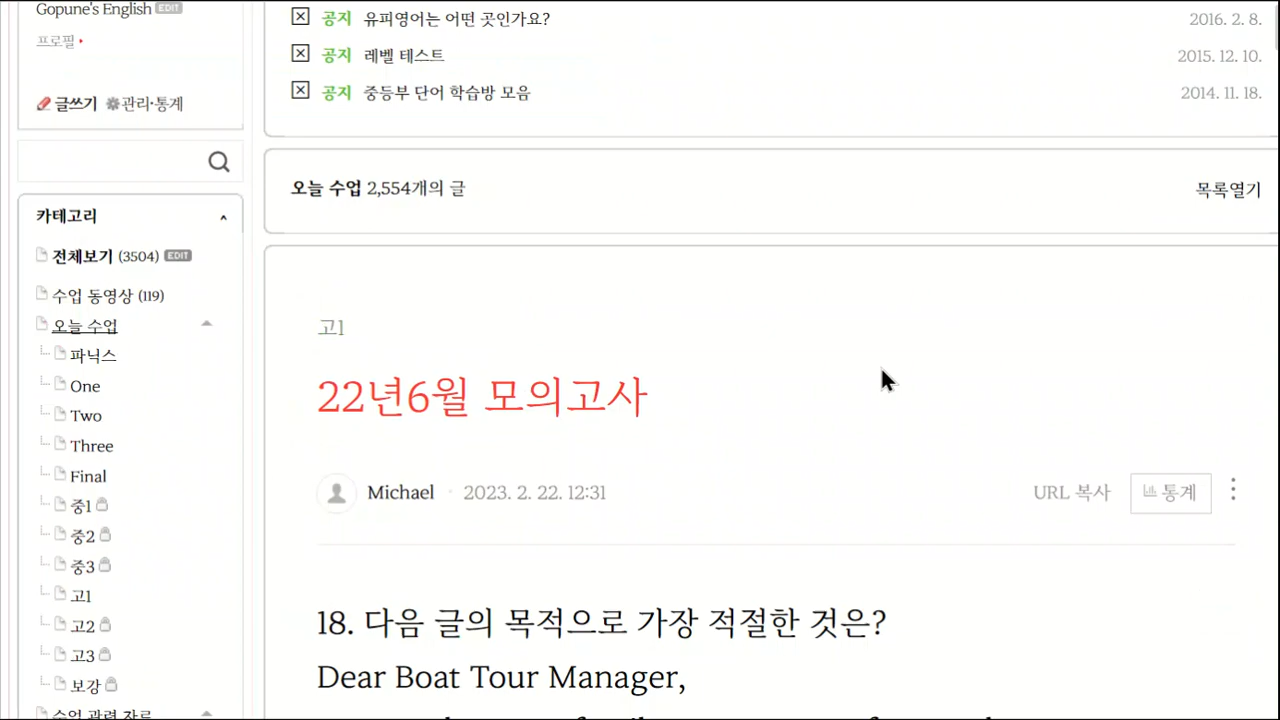 Gopune's English EDIT
프로필
글쓰기 관리·통계
카테고리
전체보기 (3504) EDIT
수업 동영상 (119)
오늘 수업
파닉스
One
Two
Three
Final
중1
중2
중3
고1
고2
고3
보강
수업 관련 자료
공지 유피영어는 어떤 곳인가요? 2016. 2. 8.
공지 레벨 테스트 2015. 12. 10.
공지 중등부 단어 학습방 모음 2014. 11. 18.
오늘 수업 2,554개의 글 목록열기
고1
22년6월 모의고사
Michael · 2023. 2. 22. 12:31 URL 복사 통계
18. 다음 글의 목적으로 가장 적절한 것은?
Dear Boat Tour Manager,